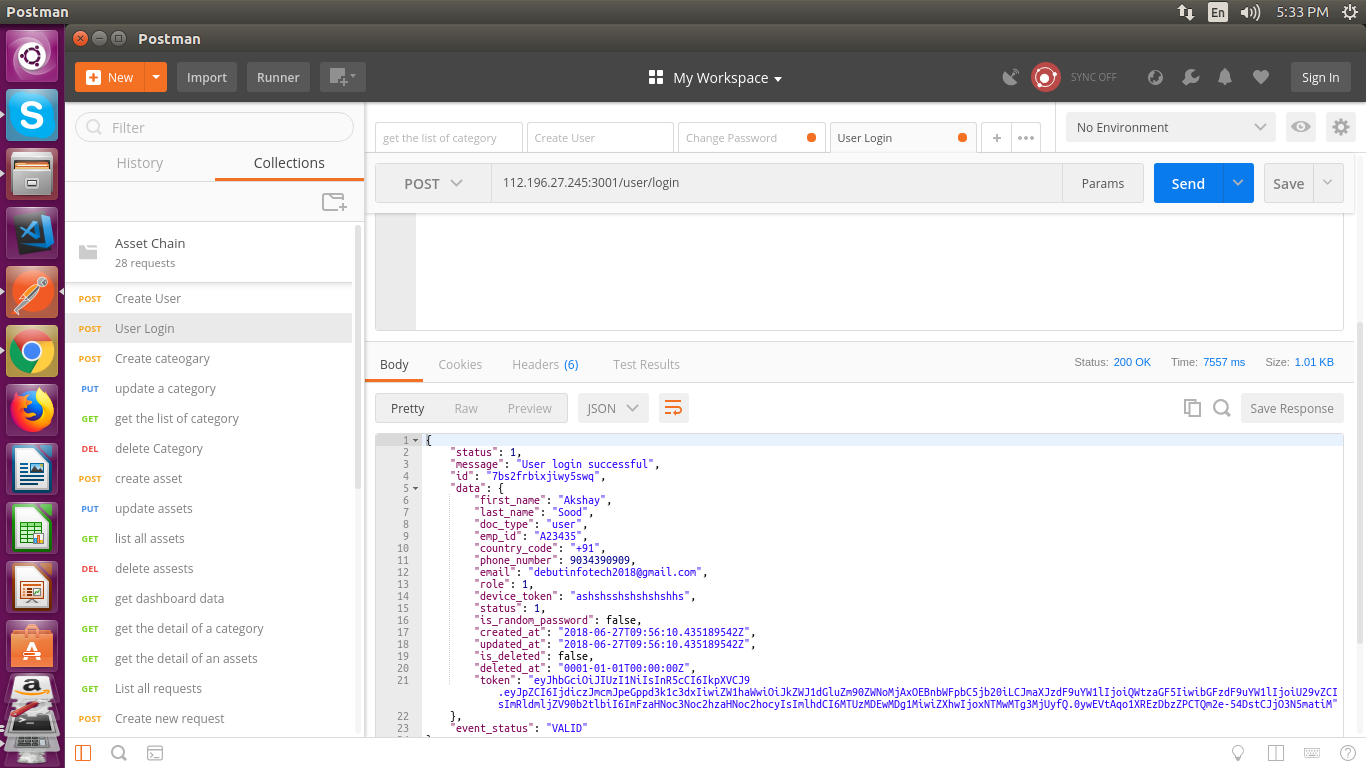 Postman
En
5:33 PM
Postman
New
Import
Runner
My Workspace
SYNC OFF
Sign In
Filter
History
Collections
Asset Chain
28 requests
POST Create User
POST User Login
POST Create cateogary
PUT update a category
GET get the list of category
DEL delete Category
POST create asset
PUT update assets
GET list all assets
DEL delete assests
GET get dashboard data
GET get the detail of a category
GET get the detail of an assets
GET List all requests
POST Create new request
get the list of category
Create User
Change Password
User Login
+
•••
No Environment
POST
112.196.27.245:3001/user/login
Params
Send
Save
Body
Cookies
Headers (6)
Test Results
Status: 200 OK
Time: 7557 ms
Size: 1.01 KB
Pretty
Raw
Preview
JSON
Save Response
1 {
2 "status": 1,
3 "message": "User login successful",
4 "id": "7bs2frbixjiwy5swq",
5 "data": {
6 "first_name": "Akshay",
7 "last_name": "Sood",
8 "doc_type": "user",
9 "emp_id": "A23435",
10 "country_code": "+91",
11 "phone_number": 9034390909,
12 "email": "debutinfotech2018@gmail.com",
13 "role": 1,
14 "device_token": "ashshsshshshshshhs",
15 "status": 1,
16 "is_random_password": false,
17 "created_at": "2018-06-27T09:56:10.435189542Z",
18 "updated_at": "2018-06-27T09:56:10.435189542Z",
19 "is_deleted": false,
20 "deleted_at": "0001-01-01T00:00:00Z",
21 "token": "eyJhbGciOiJIUzI1NiIsInR5cCI6IkpXVCJ9
22 },
23 "event_status": "VALID"